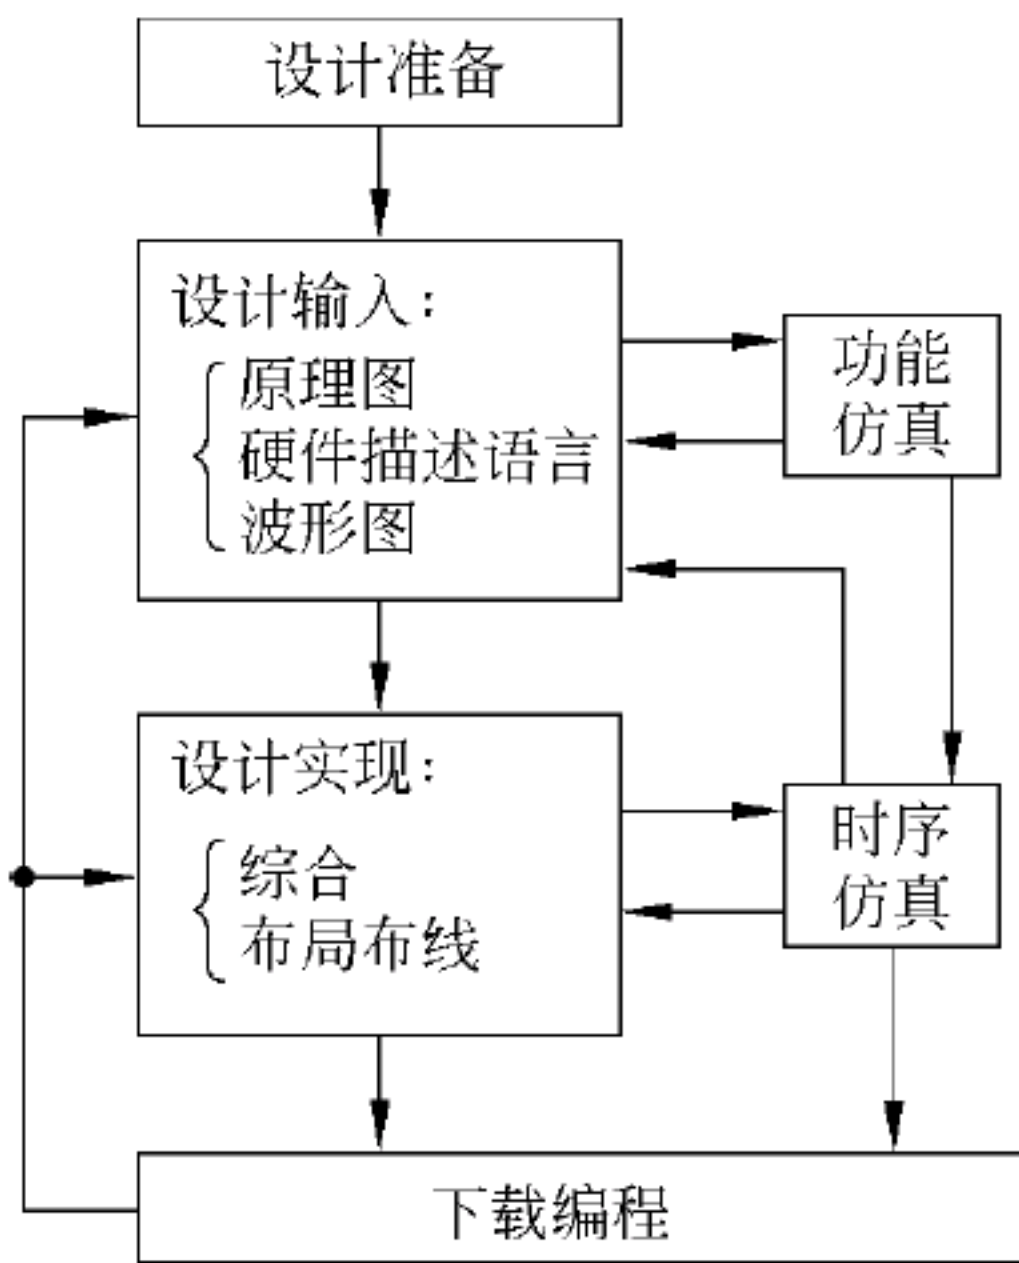 设计准备
设计输入：
原理图
硬件描述语言
波形图
功能
仿真
设计实现：
综合
布局布线
时序
仿真
下载编程